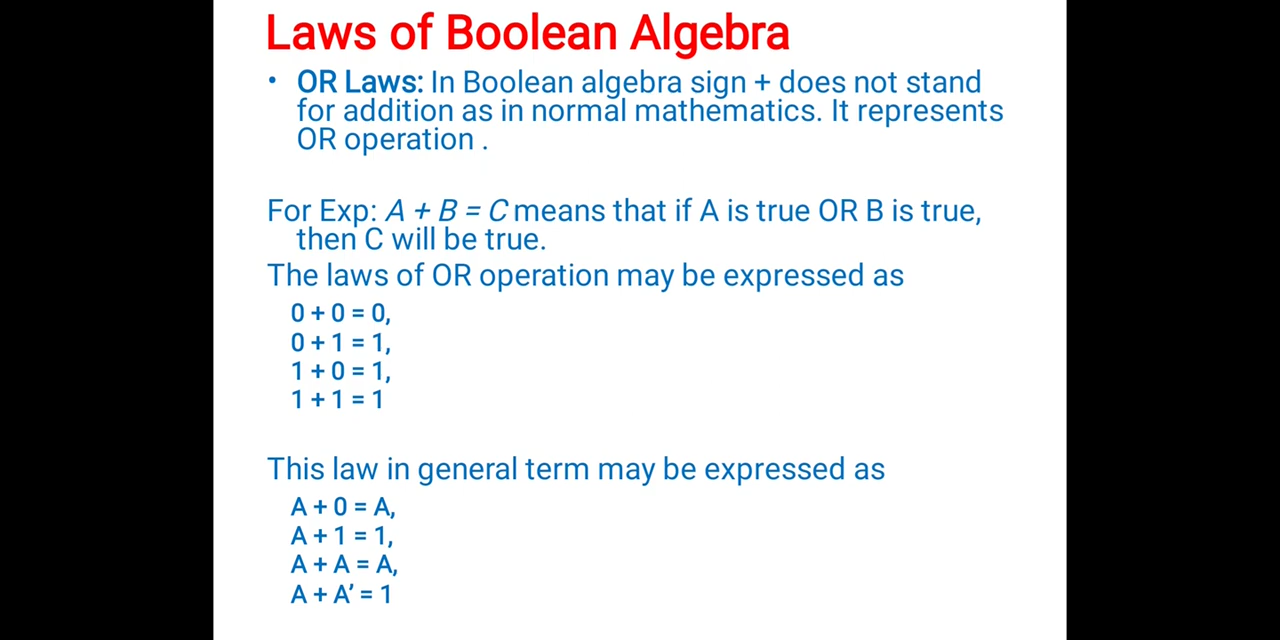 Laws of Boolean Algebra
• OR Laws: In Boolean algebra sign + does not stand
for addition as in normal mathematics. It represents
OR operation .
For Exp: A + B = C means that if A is true OR B is true,
then C will be true.
The laws of OR operation may be expressed as
0 + 0 = 0,
0 + 1 = 1,
1 + 0 = 1,
1 + 1 = 1
This law in general term may be expressed as
A + 0 = A,
A + 1 = 1,
A + A = A,
A + A’ = 1